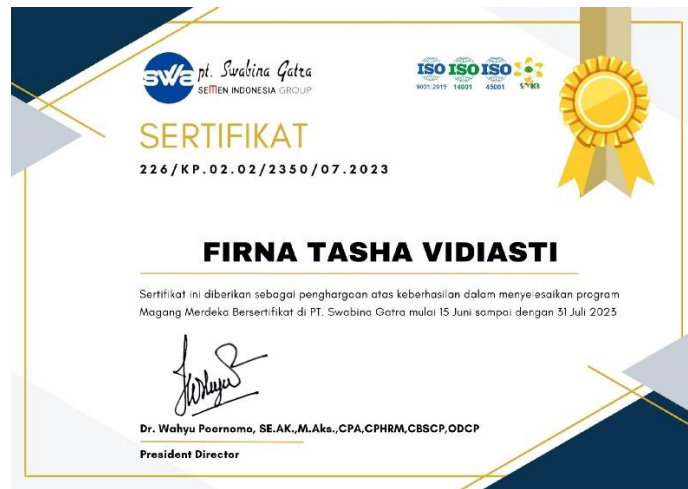 swa pt. Swabina Gatra
SEMEN INDONESIA GROUP
ISO ISO ISO
9001:2015 14001 45001 SMK3
SERTIFIKAT
226/KP.02.02/2350/07.2023
FIRNA TASHA VIDIASTI
Sertifikat ini diberikan sebagai penghargaan atas keberhasilan dalam menyelesaikan program
Magang Merdeka Bersertifikat di PT. Swabina Gatra mulai 15 Juni sampai dengan 31 Juli 2023
Dr. Wahyu Poernomo, SE.AK.,M.Aks.,CPA,CPHRM,CBSCP,ODCP
President Director